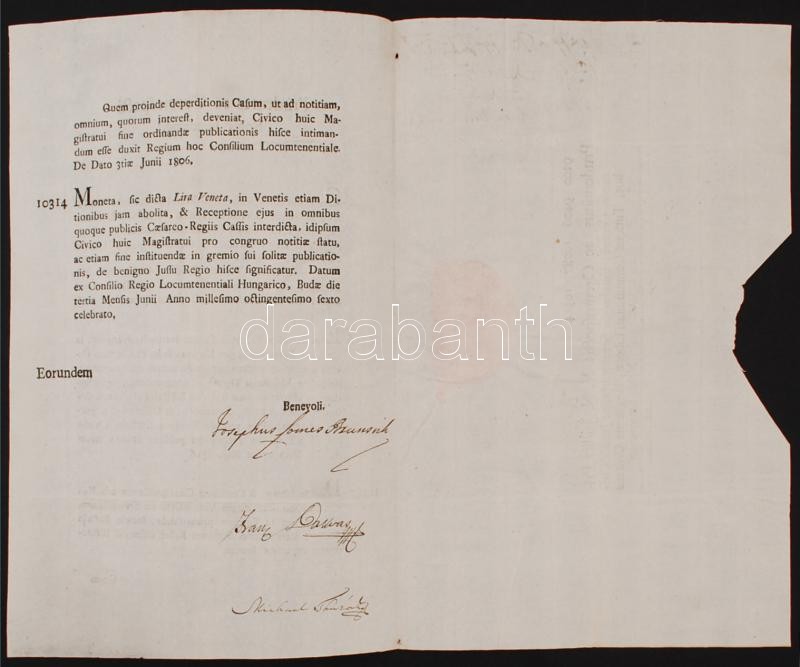 Quem proinde deperditionis Casum, ut ad notitiam,
omnium, quorum interest, deveniat, Civico huic Ma-
gistratui sine ordinandæ publicationis hisce intiman-
dum esse duxit Regium hoc Consilium Locumtenentiale.
De Dato 3tiæ Junii 1806.
10314 Moneta, sic dicta Lira Veneta, in Venetis etiam Di-
tionibus jam abolita, & Receptione ejus in omnibus
quoque publicis Cæsareo-Regiis Cassis interdicta, idipsum
Civico huic Magistratui pro congruo notitiæ statu,
ac etiam fine instituendæ in gremio sui solitæ publicatio-
nis, de benigno Jussu Regio hisce significatur. Datum
ex Consilio Regio Locumtenentiali Hungarico, Budæ die
tertia Mensis Junii Anno millesimo octingentesimo sexto
celebrato.
darabanth
Eorundem
Benevoli.
Josephus Comes Brunsvik
Michael